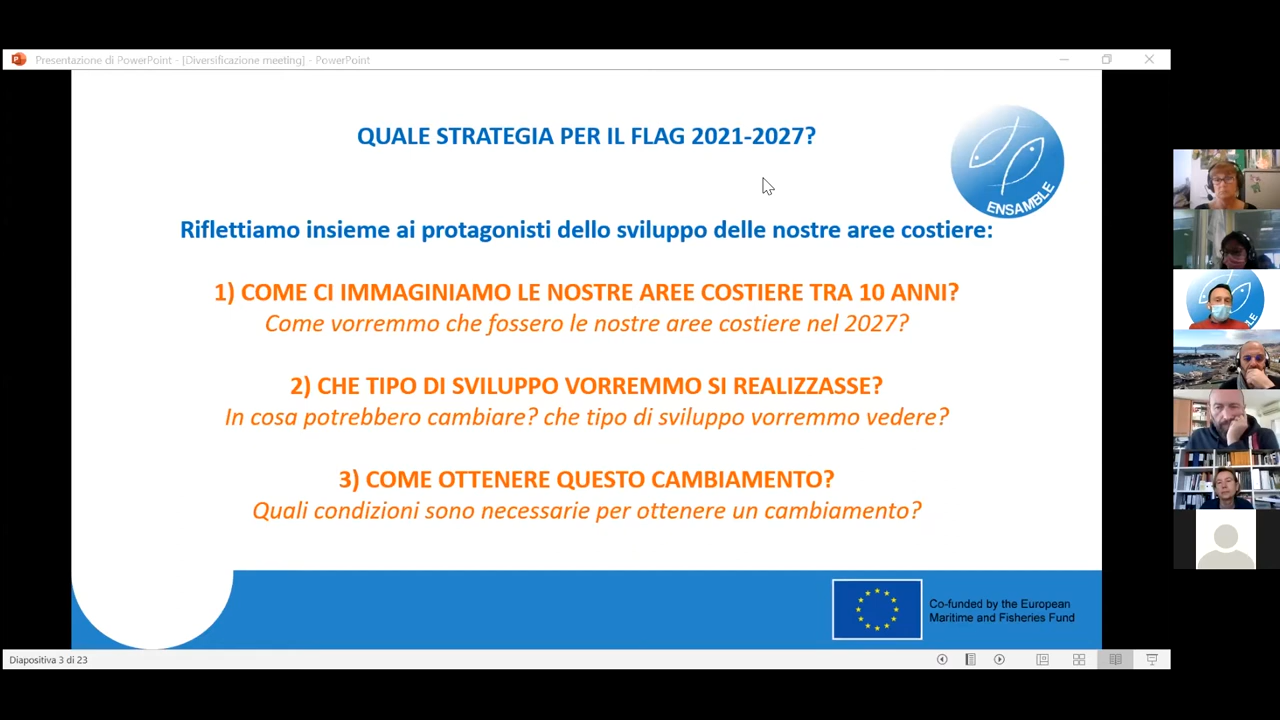 Presentazione di PowerPoint - [Diversificazione meeting] - PowerPoint
QUALE STRATEGIA PER IL FLAG 2021-2027?
ENSAMBLE
Riflettiamo insieme ai protagonisti dello sviluppo delle nostre aree costiere:
1) COME CI IMMAGINIAMO LE NOSTRE AREE COSTIERE TRA 10 ANNI?
Come vorremmo che fossero le nostre aree costiere nel 2027?
2) CHE TIPO DI SVILUPPO VORREMMO SI REALIZZASSE?
In cosa potrebbero cambiare? che tipo di sviluppo vorremmo vedere?
3) COME OTTENERE QUESTO CAMBIAMENTO?
Quali condizioni sono necessarie per ottenere un cambiamento?
Co-funded by the European
Maritime and Fisheries Fund
Diapositiva 3 di 23